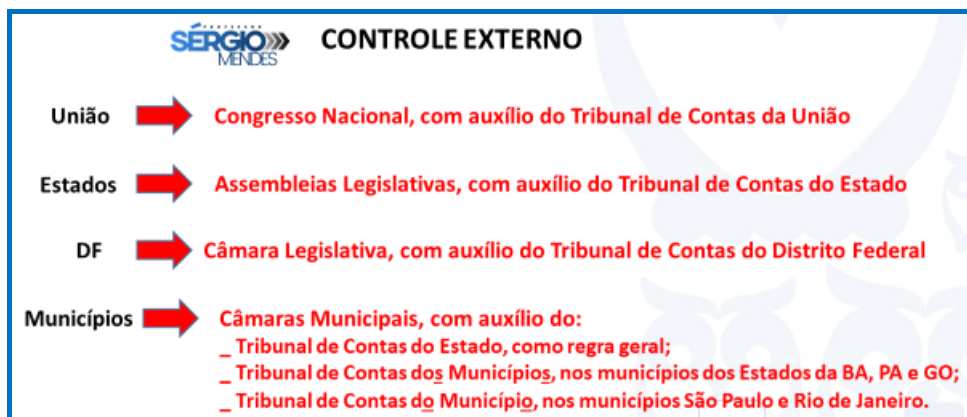 PROFESSOR
SÉRGIO
MENDES
CONTROLE EXTERNO
União Congresso Nacional, com auxílio do Tribunal de Contas da União
Estados Assembleias Legislativas, com auxílio do Tribunal de Contas do Estado
DF Câmara Legislativa, com auxílio do Tribunal de Contas do Distrito Federal
Municípios Câmaras Municipais, com auxílio do:
_ Tribunal de Contas do Estado, como regra geral;
_ Tribunal de Contas dos Municípios, nos municípios dos Estados da BA, PA e GO;
_ Tribunal de Contas do Município, nos municípios São Paulo e Rio de Janeiro.